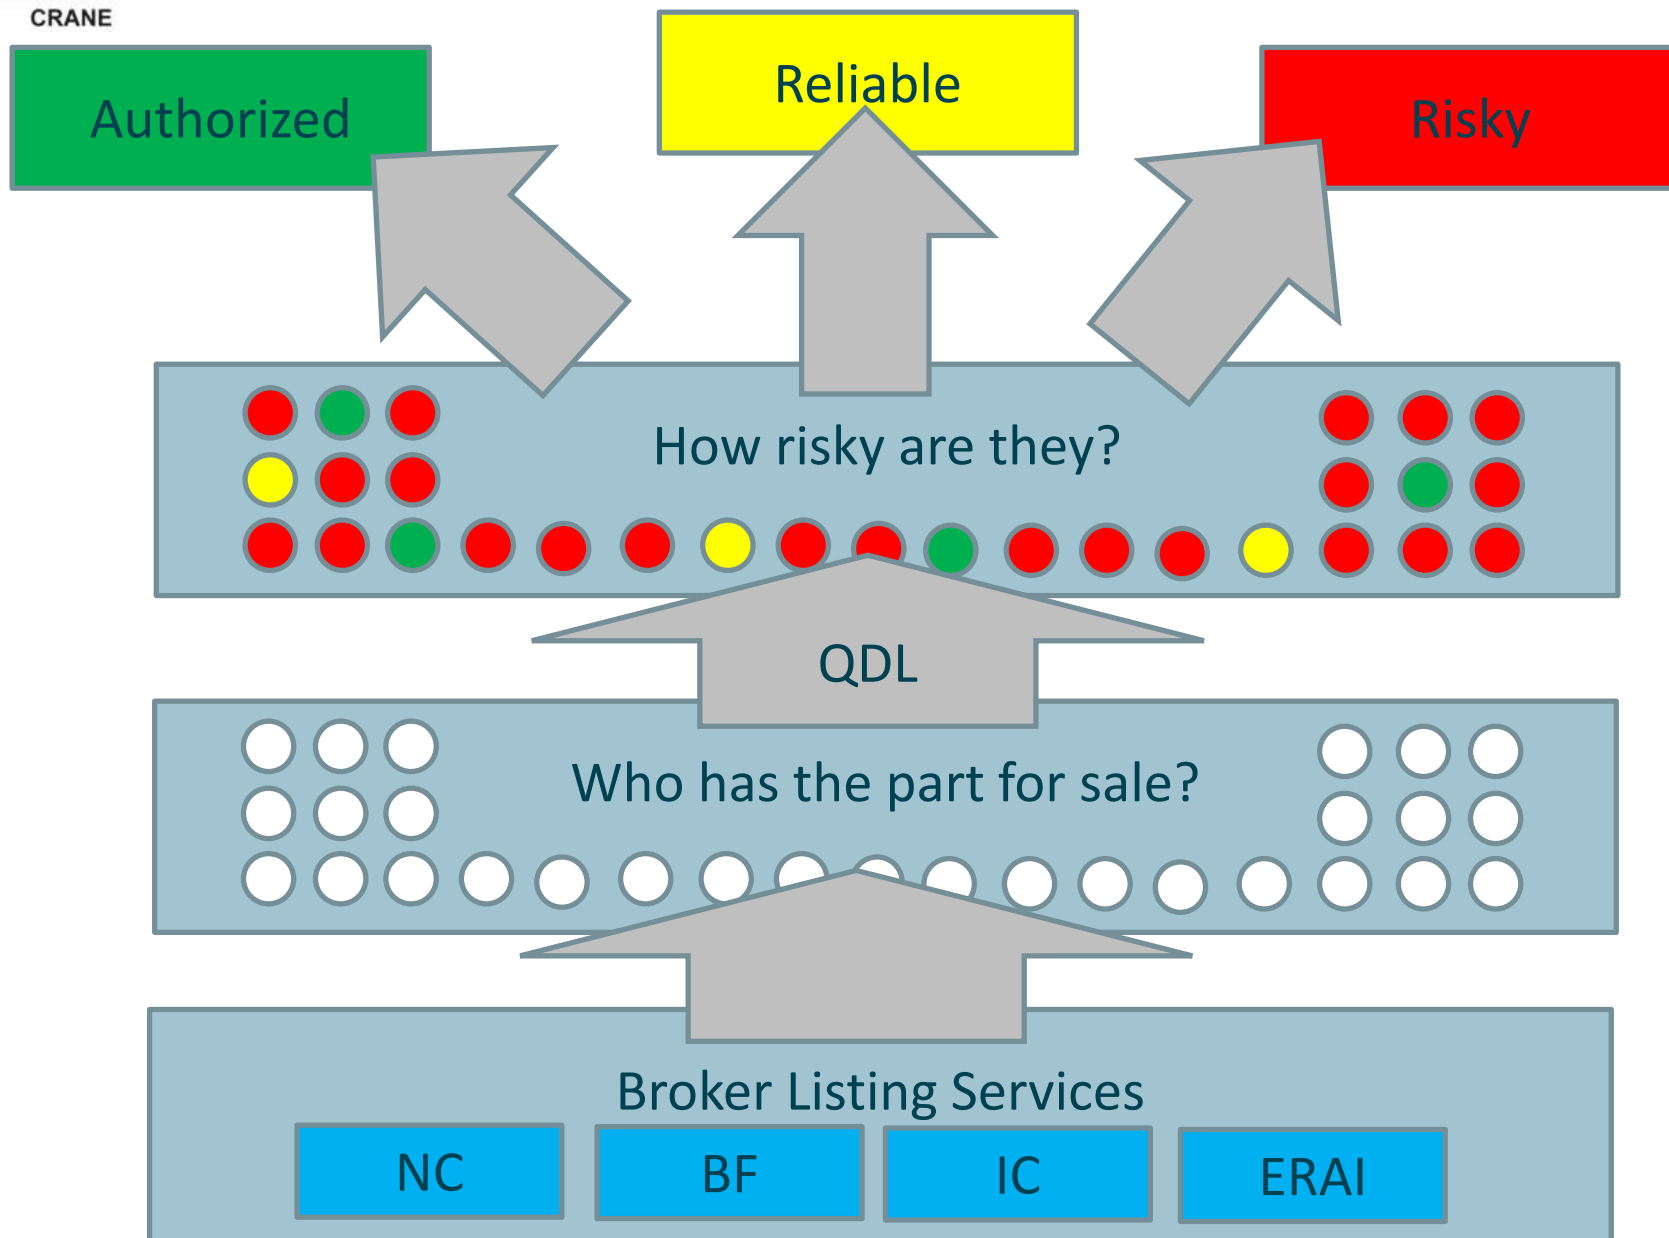 CRANE
Authorized
Reliable
Risky
How risky are they?
QDL
Who has the part for sale?
Broker Listing Services
NC
BF
IC
ERAI